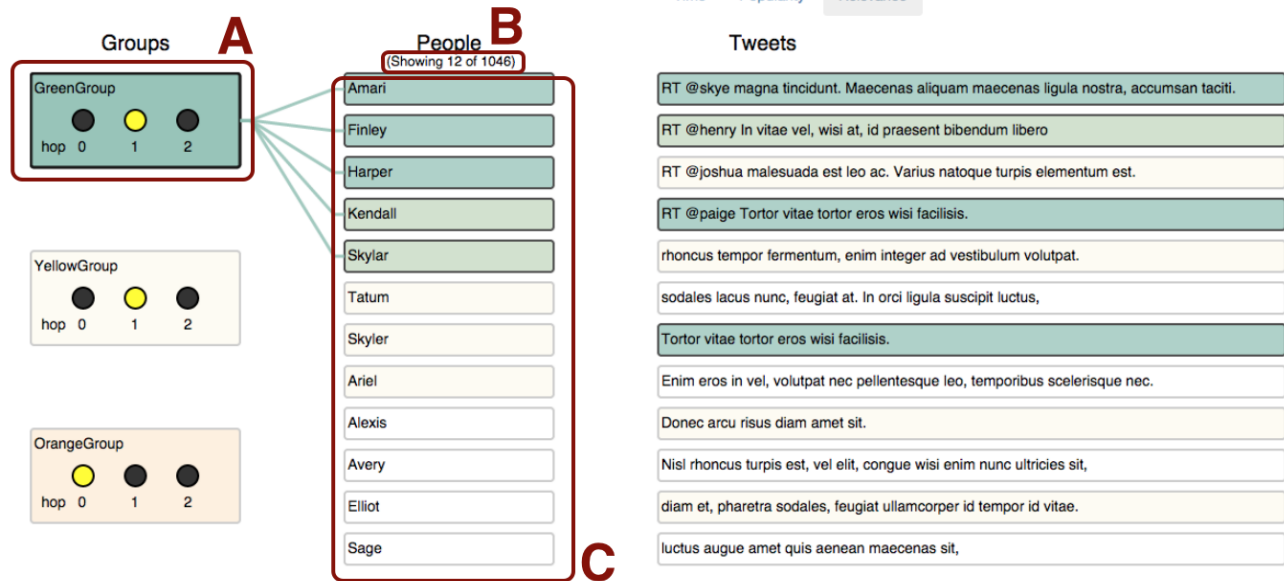 Time Popularity Relevance
A
B
Groups
People
Tweets
(Showing 12 of 1046)
GreenGroup
hop 0 1 2
YellowGroup
hop 0 1 2
OrangeGroup
hop 0 1 2
Amari
Finley
Harper
Kendall
Skylar
Tatum
Skyler
Ariel
Alexis
Avery
Elliot
Sage
C
RT @skye magna tincidunt. Maecenas aliquam maecenas ligula nostra, accumsan taciti.
RT @henry In vitae vel, wisi at, id praesent bibendum libero
RT @joshua malesuada est leo ac. Varius natoque turpis elementum est.
RT @paige Tortor vitae tortor eros wisi facilisis.
rhoncus tempor fermentum, enim integer ad vestibulum volutpat.
sodales lacus nunc, feugiat at. In orci ligula suscipit luctus,
Tortor vitae tortor eros wisi facilisis.
Enim eros in vel, volutpat nec pellentesque leo, temporibus scelerisque nec.
Donec arcu risus diam amet sit.
Nisl rhoncus turpis est, vel elit, congue wisi enim nunc ultricies sit,
diam et, pharetra sodales, feugiat ullamcorper id tempor id vitae.
luctus augue amet quis aenean maecenas sit,